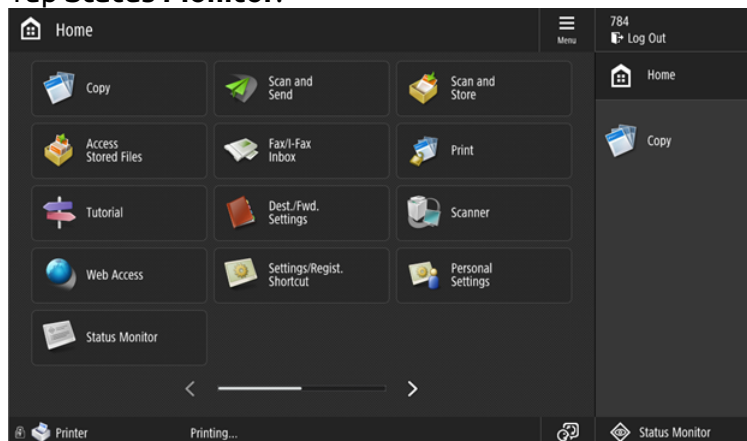 Tap Status Monitor.
Home
Menu
784
Log Out
Copy
Scan and
Send
Scan and
Store
Home
Access
Stored Files
Fax/I-Fax
Inbox
Print
Copy
Tutorial
Dest./Fwd.
Settings
Scanner
Web Access
Settings/Regist.
Shortcut
Personal
Settings
Status Monitor
Printer
Printing...
Status Monitor